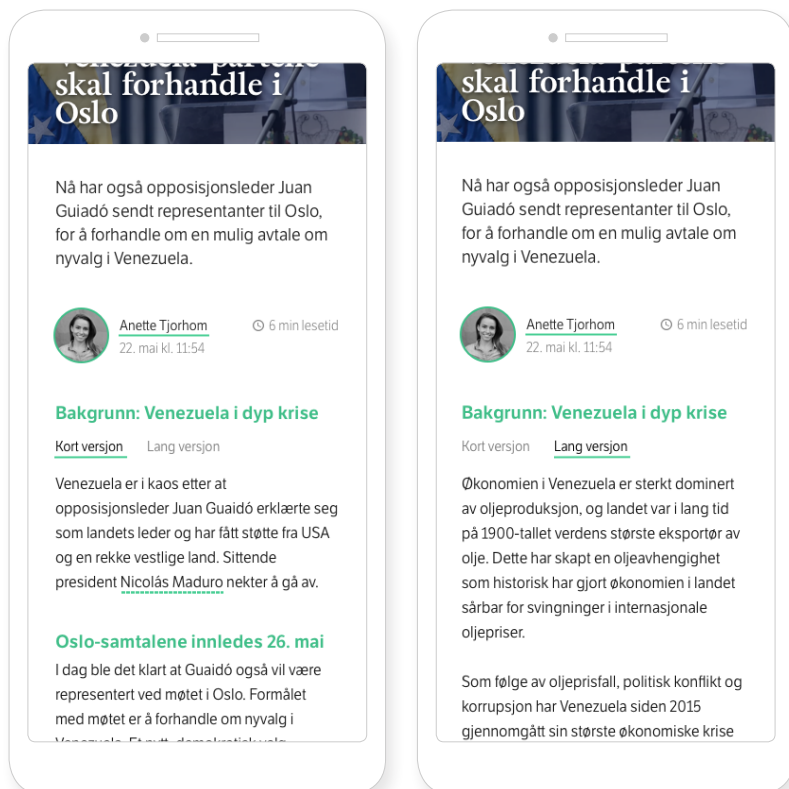 skal forhandle i
Oslo
Nå har også opposisjonsleder Juan
Guiadó sendt representanter til Oslo,
for å forhandle om en mulig avtale om
nyvalg i Venezuela.
Anette Tjorhom
6 min lesetid
22. mai kl. 11:54
Bakgrunn: Venezuela i dyp krise
Kort versjon Lang versjon
Venezuela er i kaos etter at
opposisjonsleder Juan Guaidó erklærte seg
som landets leder og har fått støtte fra USA
og en rekke vestlige land. Sittende
president Nicolás Maduro nekter å gå av.
Oslo-samtalene innledes 26. mai
I dag ble det klart at Guaidó også vil være
representert ved møtet i Oslo. Formålet
med møtet er å forhandle om nyvalg i
skal forhandle i
Oslo
Nå har også opposisjonsleder Juan
Guiadó sendt representanter til Oslo,
for å forhandle om en mulig avtale om
nyvalg i Venezuela.
Anette Tjorhom
6 min lesetid
22. mai kl. 11:54
Bakgrunn: Venezuela i dyp krise
Kort versjon Lang versjon
Økonomien i Venezuela er sterkt dominert
av oljeproduksjon, og landet var i lang tid
på 1900-tallet verdens største eksportør av
olje. Dette har skapt en oljeavhengighet
som historisk har gjort økonomien i landet
sårbar for svingninger i internasjonale
oljepriser.
Som følge av oljeprisfall, politisk konflikt og
korrupsjon har Venezuela siden 2015
gjennomgått sin største økonomiske krise